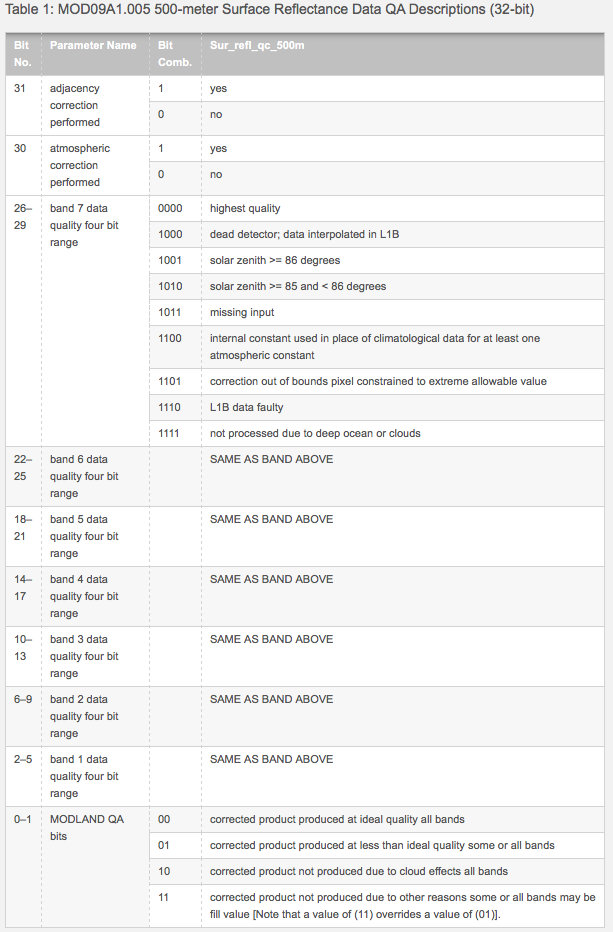 Table 1: MOD09A1.005 500-meter Surface Reflectance Data QA Descriptions (32-bit)
Bit No. Parameter Name Bit Comb. Sur_refl_qc_500m
31 adjacency correction performed 1 yes
0 no
30 atmospheric correction performed 1 yes
0 no
26–29 band 7 data quality four bit range 0000 highest quality
1000 dead detector; data interpolated in L1B
1001 solar zenith >= 86 degrees
1010 solar zenith >= 85 and < 86 degrees
1011 missing input
1100 internal constant used in place of climatological data for at least one atmospheric constant
1101 correction out of bounds pixel constrained to extreme allowable value
1110 L1B data faulty
1111 not processed due to deep ocean or clouds
22–25 band 6 data quality four bit range SAME AS BAND ABOVE
18–21 band 5 data quality four bit range SAME AS BAND ABOVE
14–17 band 4 data quality four bit range SAME AS BAND ABOVE
10–13 band 3 data quality four bit range SAME AS BAND ABOVE
6–9 band 2 data quality four bit range SAME AS BAND ABOVE
2–5 band 1 data quality four bit range SAME AS BAND ABOVE
0–1 MODLAND QA bits 00 corrected product produced at ideal quality all bands
01 corrected product produced at less than ideal quality some or all bands
10 corrected product not produced due to cloud effects all bands
11 corrected product not produced due to other reasons some or all bands may be fill value [Note that a value of (11) overrides a value of (01)].